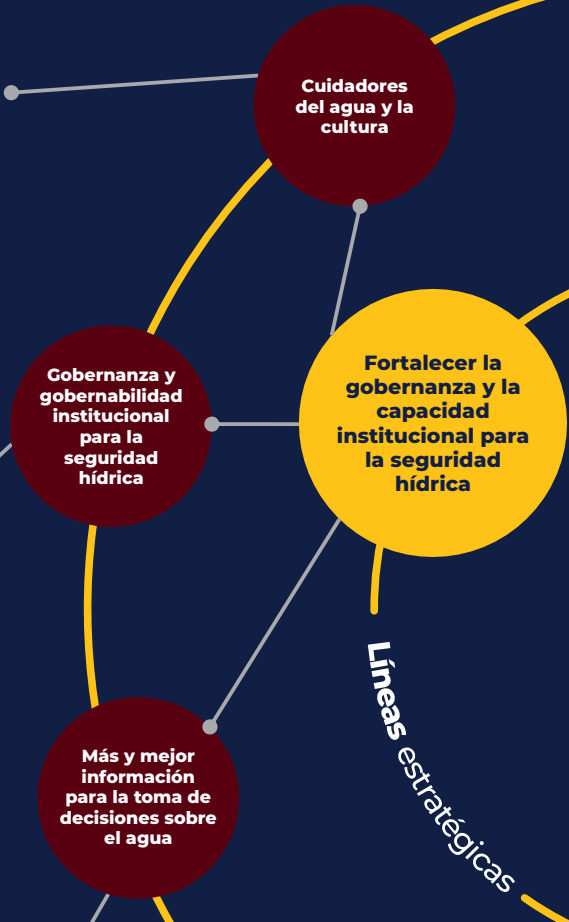 Cuidadores
del agua y la
cultura
Fortalecer la
gobernanza y la
capacidad
institucional para
la seguridad
hídrica
Gobernanza y
gobernabilidad
institucional
para la
seguridad
hídrica
Líneas estratégicas
Más y mejor
información
para la toma de
decisiones sobre
el agua